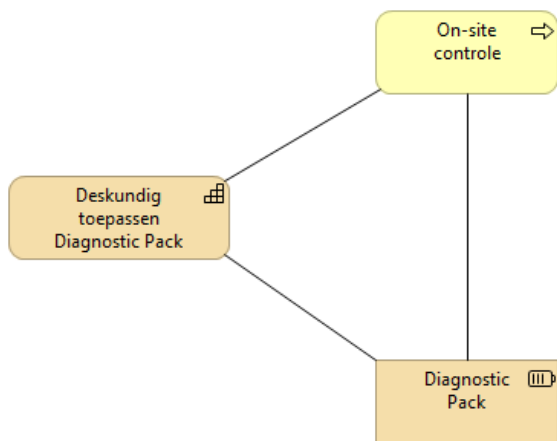 On-site
controle
Deskundig
toepassen
Diagnostic Pack
Diagnostic
Pack